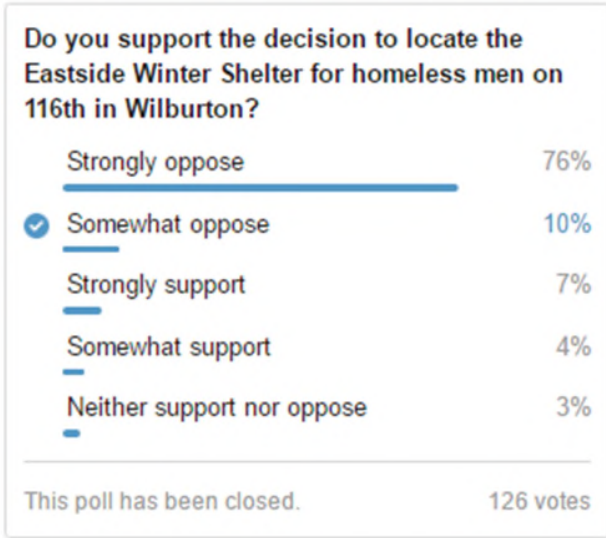 Do you support the decision to locate the
Eastside Winter Shelter for homeless men on
116th in Wilburton?
Strongly oppose 76%
Somewhat oppose 10%
Strongly support 7%
Somewhat support 4%
Neither support nor oppose 3%
This poll has been closed. 126 votes